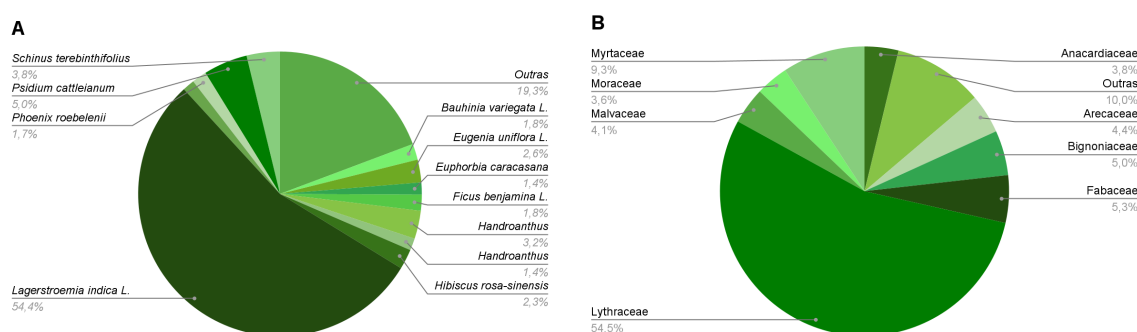 A
Schinus terebinthifolius
3,8%
Psidium cattleianum
5,0%
Phoenix roebelenii
1,7%
Lagerstroemia indica L.
54,4%
Outras
19,3%
Bauhinia variegata L.
1,8%
Eugenia uniflora L.
2,6%
Euphorbia caracasana
1,4%
Ficus benjamina L.
1,8%
Handroanthus
3,2%
Handroanthus
1,4%
Hibiscus rosa-sinensis
2,3%
B
Myrtaceae
9,3%
Moraceae
3,6%
Malvaceae
4,1%
Lythraceae
54,5%
Anacardiaceae
3,8%
Outras
10,0%
Arecaceae
4,4%
Bignoniaceae
5,0%
Fabaceae
5,3%